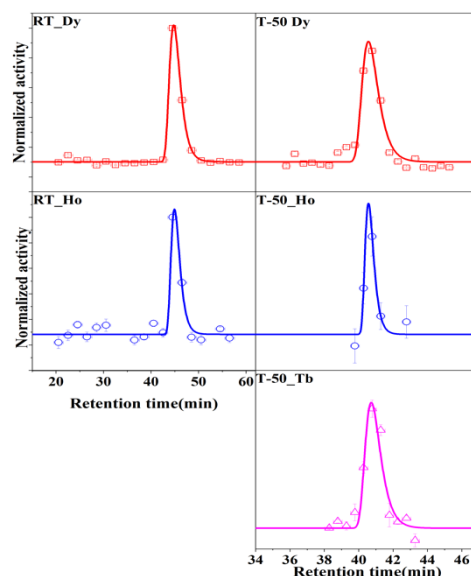 RT_Dy
T-50 Dy
Normalized activity
RT_Ho
T-50_Ho
Normalized activity
20 30 40 50 60
Retention time(min)
T-50_Tb
34 36 38 40 42 44 46
Retention time(min)